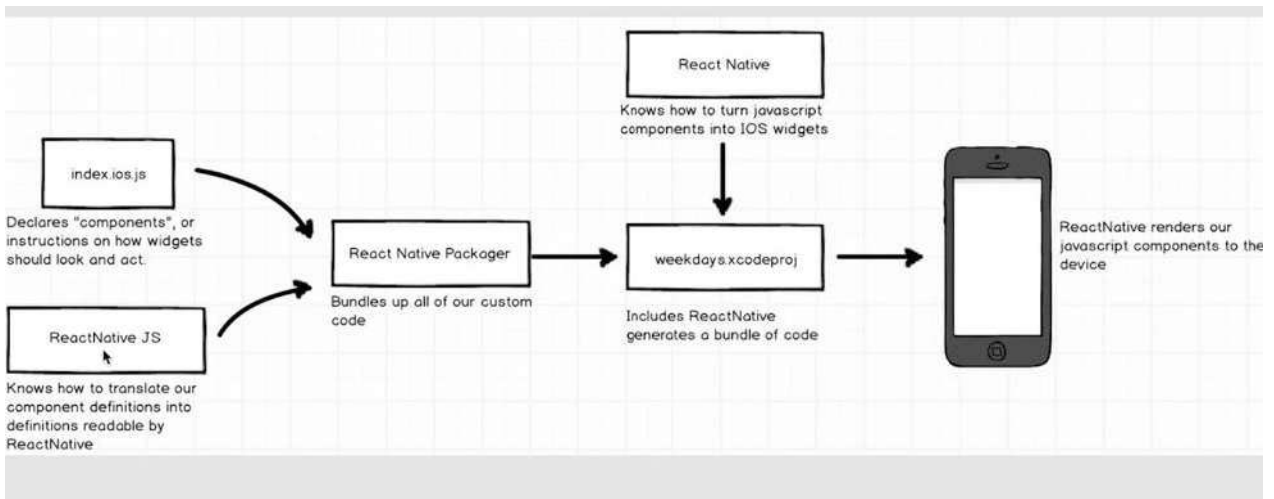 React Native
Knows how to turn javascript
components into IOS widgets
index.ios.js
Declares "components", or
instructions on how widgets
should look and act.
React Native Packager
Bundles up all of our custom
code
weekdays.xcodeproj
Includes ReactNative
generates a bundle of code
ReactNative renders our
javascript components to the
device
ReactNative JS
Knows how to translate our
component definitions into
definitions readable by
ReactNative